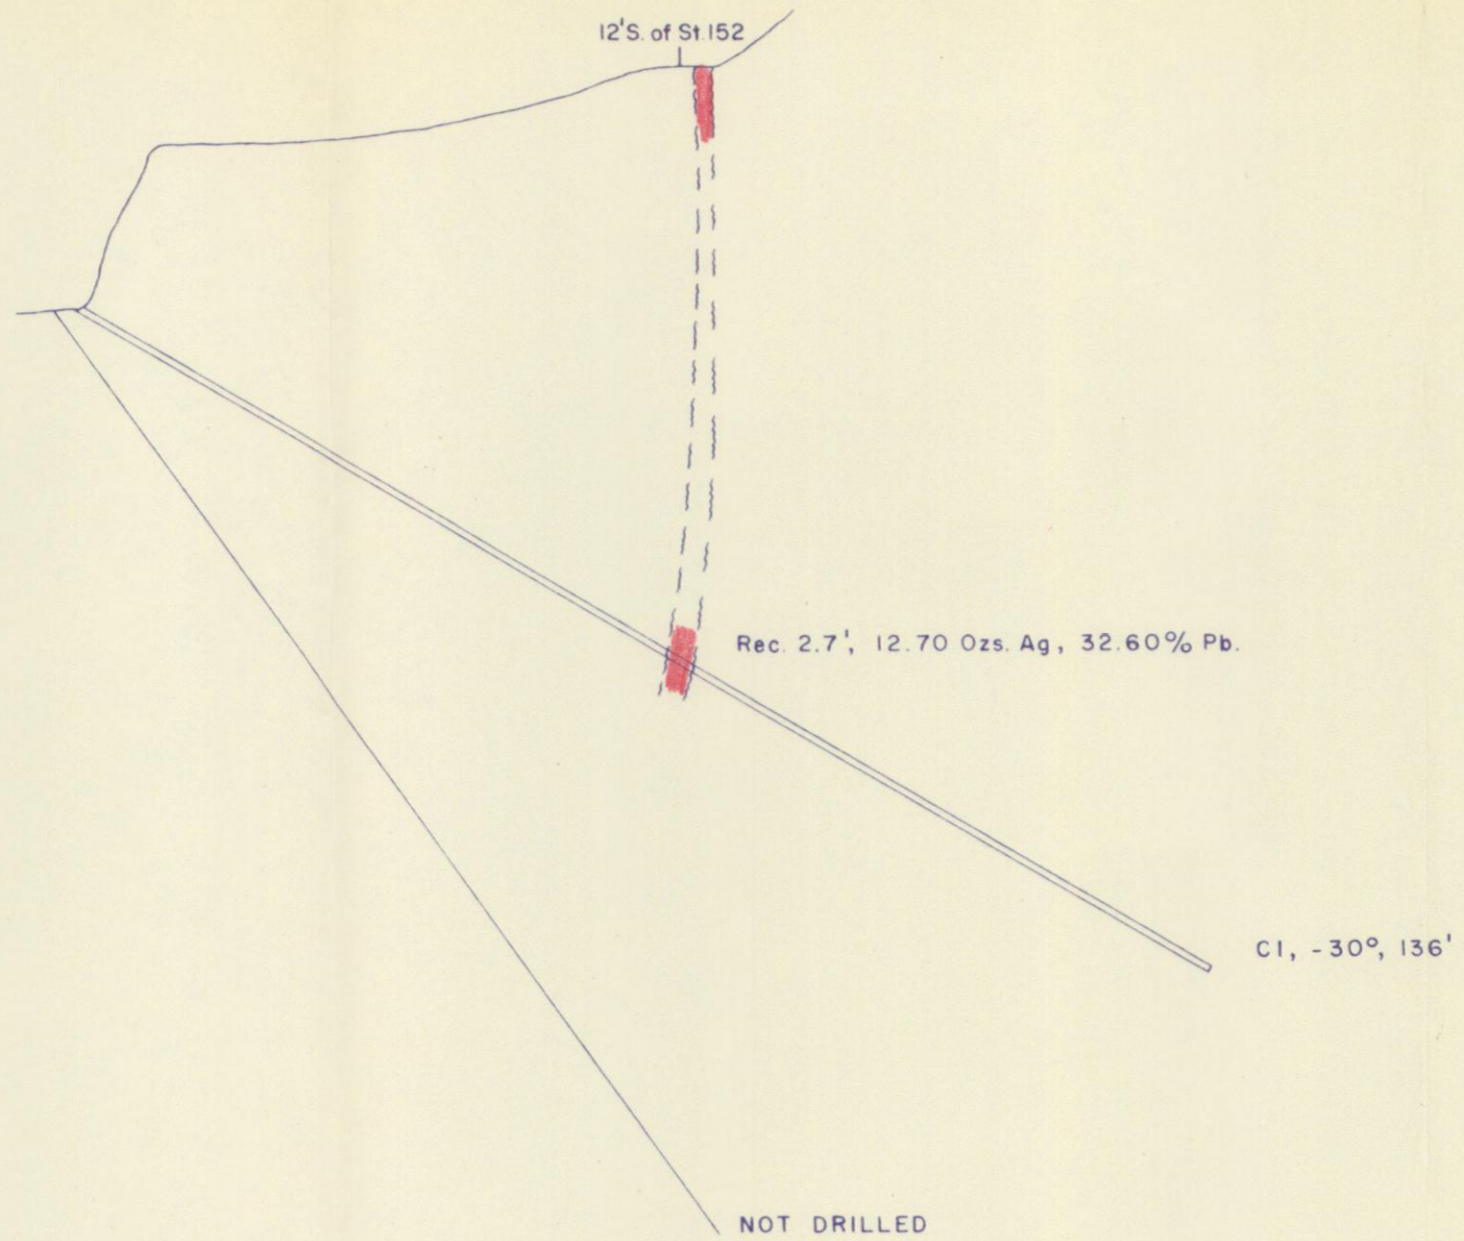 12'S. of St.152
Rec. 2.7', 12.70 Ozs. Ag, 32.60% Pb.
C1, -30°, 136'
NOT DRILLED